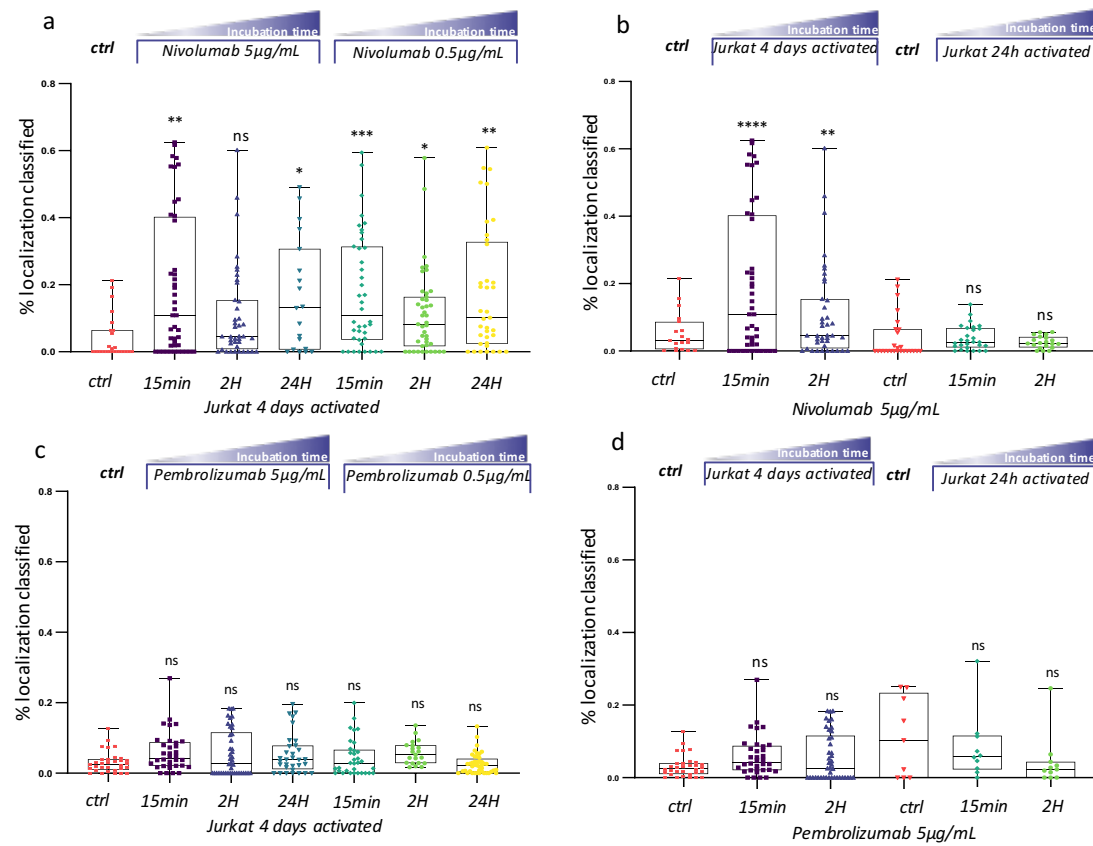 a
Incubation time
Incubation time
ctrl
Nivolumab 5µg/mL
Nivolumab 0.5µg/mL
% localization classified
0.8
0.6
0.4
0.2
0.0
**
ns
*
***
*
**
ctrl
15min
2H
24H
15min
2H
24H
Jurkat 4 days activated
b
Incubation time
Incubation time
ctrl
Jurkat 4 days activated
ctrl
Jurkat 24h activated
% localization classified
0.8
0.6
0.4
0.2
0.0
****
**
ns
ns
ctrl
15min
2H
ctrl
15min
2H
Nivolumab 5µg/mL
c
Incubation time
Incubation time
ctrl
Pembrolizumab 5µg/mL
Pembrolizumab 0.5µg/mL
% localization classified
0.8
0.6
0.4
0.2
0.0
ns
ns
ns
ns
ns
ns
ctrl
15min
2H
24H
15min
2H
24H
Jurkat 4 days activated
d
Incubation time
Incubation time
ctrl
Jurkat 4 days activated
ctrl
Jurkat 24h activated
% localization classified
0.8
0.6
0.4
0.2
0.0
ns
ns
ns
ns
ctrl
15min
2H
ctrl
15min
2H
Pembrolizumab 5µg/mL